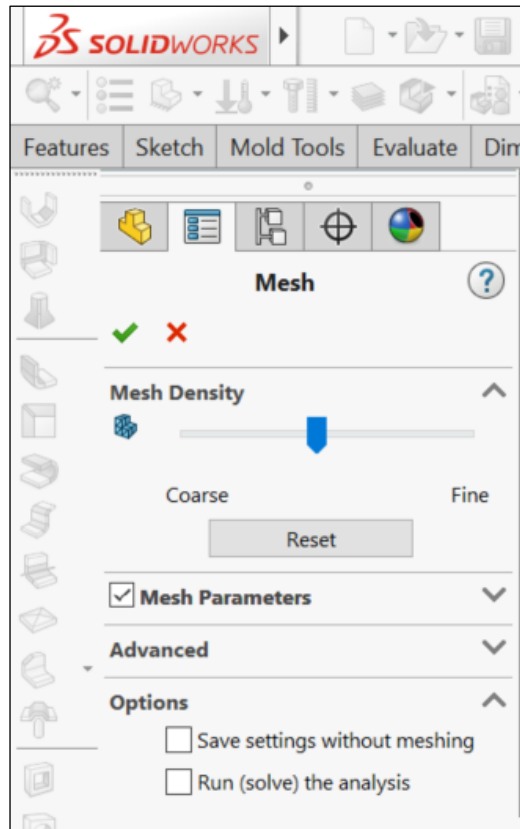 SOLIDWORKS
Features Sketch Mold Tools Evaluate Dim
Mesh
?
Mesh Density
Coarse Fine
Reset
Mesh Parameters
Advanced
Options
Save settings without meshing
Run (solve) the analysis